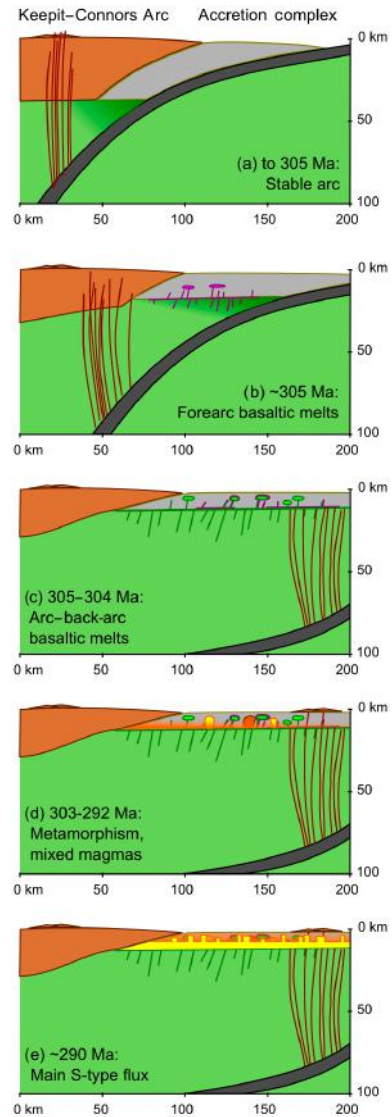 Keepit–Connors Arc Accretion complex
0 km
50
(a) to 305 Ma:
Stable arc
100
0 km 50 100 150 200
0 km
50
(b) ~305 Ma:
Forearc basaltic melts
100
0 km 50 100 150 200
0 km
50
(c) 305–304 Ma:
Arc–back-arc
basaltic melts
100
0 km 50 100 150 200
0 km
50
(d) 303-292 Ma:
Metamorphism,
mixed magmas
100
0 km 50 100 150 200
0 km
50
(e) ~290 Ma:
Main S-type flux
100
0 km 50 100 150 200